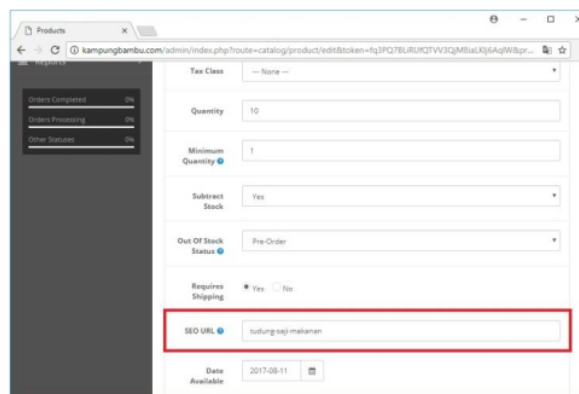 Products
kampungbambu.com/admin/index.php?route=catalog/product/edit&token=
Reports
Tax Class
--- None ---
Orders Completed 0%
Orders Processing 0%
Other Statuses 0%
Quantity
10
Minimum
Quantity
1
Subtract
Stock
Yes
Out Of Stock
Status
Pre-Order
Requires
Shipping
Yes No
SEO URL
tudung-saji-makanan
Date
Available
2017-08-11